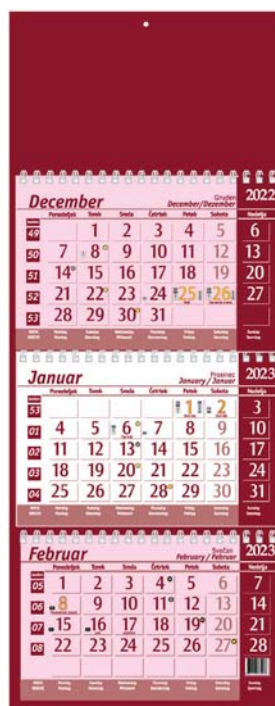 December
Gruden
December/Dezember
2022
Ponedeljek Torek Sreda Četrtek Petek Sobota Nedelja
49 1 2 3 4 5 6
50 7 8 9 10 11 12 13
51 14 15 16 17 18 19 20
52 21 22 23 24 25 26 27
53 28 29 30 31
Januar
Prosinec
January / Januar
2023
Ponedeljek Torek Sreda Četrtek Petek Sobota Nedelja
53 1 2 3
01 4 5 6 7 8 9 10
02 11 12 13 14 15 16 17
03 18 19 20 21 22 23 24
04 25 26 27 28 29 30 31
Februar
Svečan
February / Februar
2023
Ponedeljek Torek Sreda Četrtek Petek Sobota Nedelja
05 1 2 3 4 5 6 7
06 8 9 10 11 12 13 14
07 15 16 17 18 19 20 21
08 22 23 24 25 26 27 28